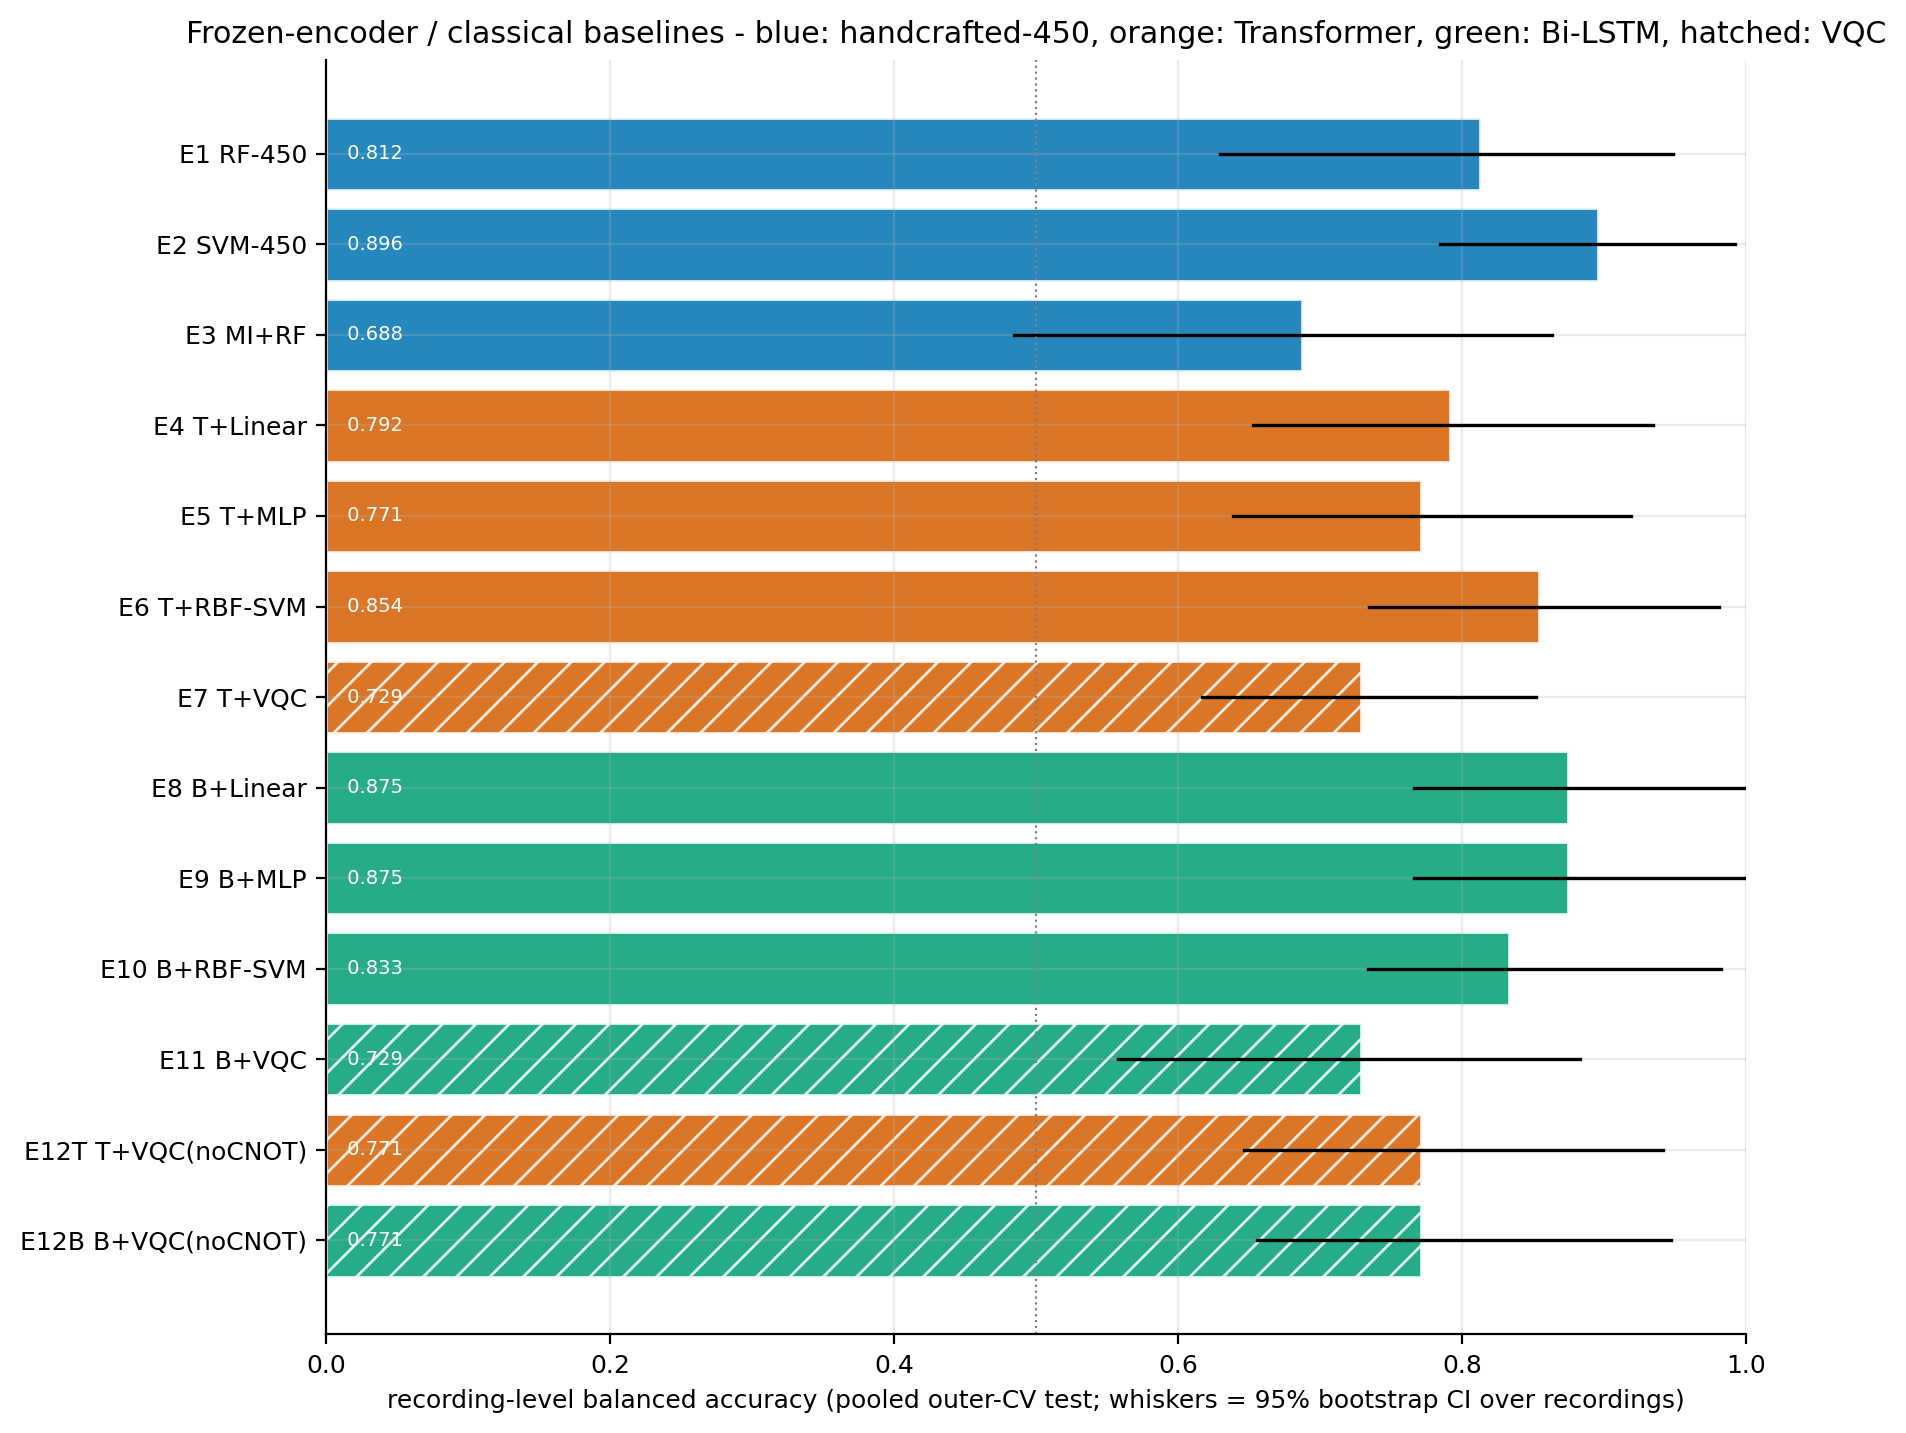 Frozen-encoder / classical baselines - blue: handcrafted-450, orange: Transformer, green: Bi-LSTM, hatched: VQC
E1 RF-450 0.812
E2 SVM-450 0.896
E3 MI+RF 0.688
E4 T+Linear 0.792
E5 T+MLP 0.771
E6 T+RBF-SVM 0.854
E7 T+VQC 0.729
E8 B+Linear 0.875
E9 B+MLP 0.875
E10 B+RBF-SVM 0.833
E11 B+VQC 0.729
E12T T+VQC(noCNOT) 0.771
E12B B+VQC(noCNOT) 0.771
0.0 0.2 0.4 0.6 0.8 1.0
recording-level balanced accuracy (pooled outer-CV test; whiskers = 95% bootstrap CI over recordings)